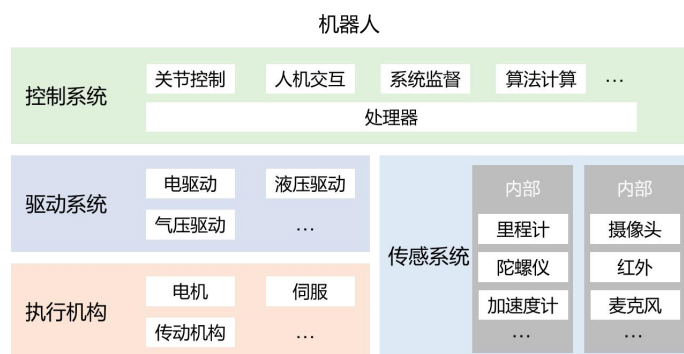 机器人
控制系统
关节控制 人机交互 系统监督 算法计算 …
处理器
驱动系统
电驱动 液压驱动
气压驱动 …
执行机构
电机 伺服
传动机构 …
传感系统
内部
里程计
陀螺仪
加速度计
…
内部
摄像头
红外
麦克风
…